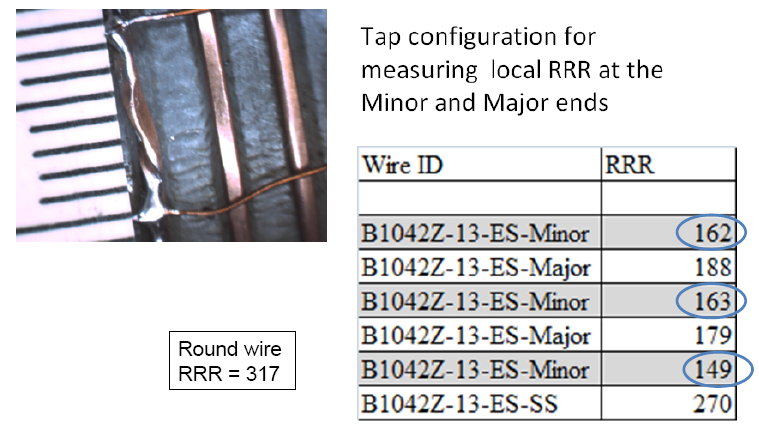 Tap configuration for
measuring local RRR at the
Minor and Major ends
Wire ID RRR
B1042Z-13-ES-Minor 162
B1042Z-13-ES-Major 188
B1042Z-13-ES-Minor 163
B1042Z-13-ES-Major 179
B1042Z-13-ES-Minor 149
B1042Z-13-ES-SS 270
Round wire
RRR = 317